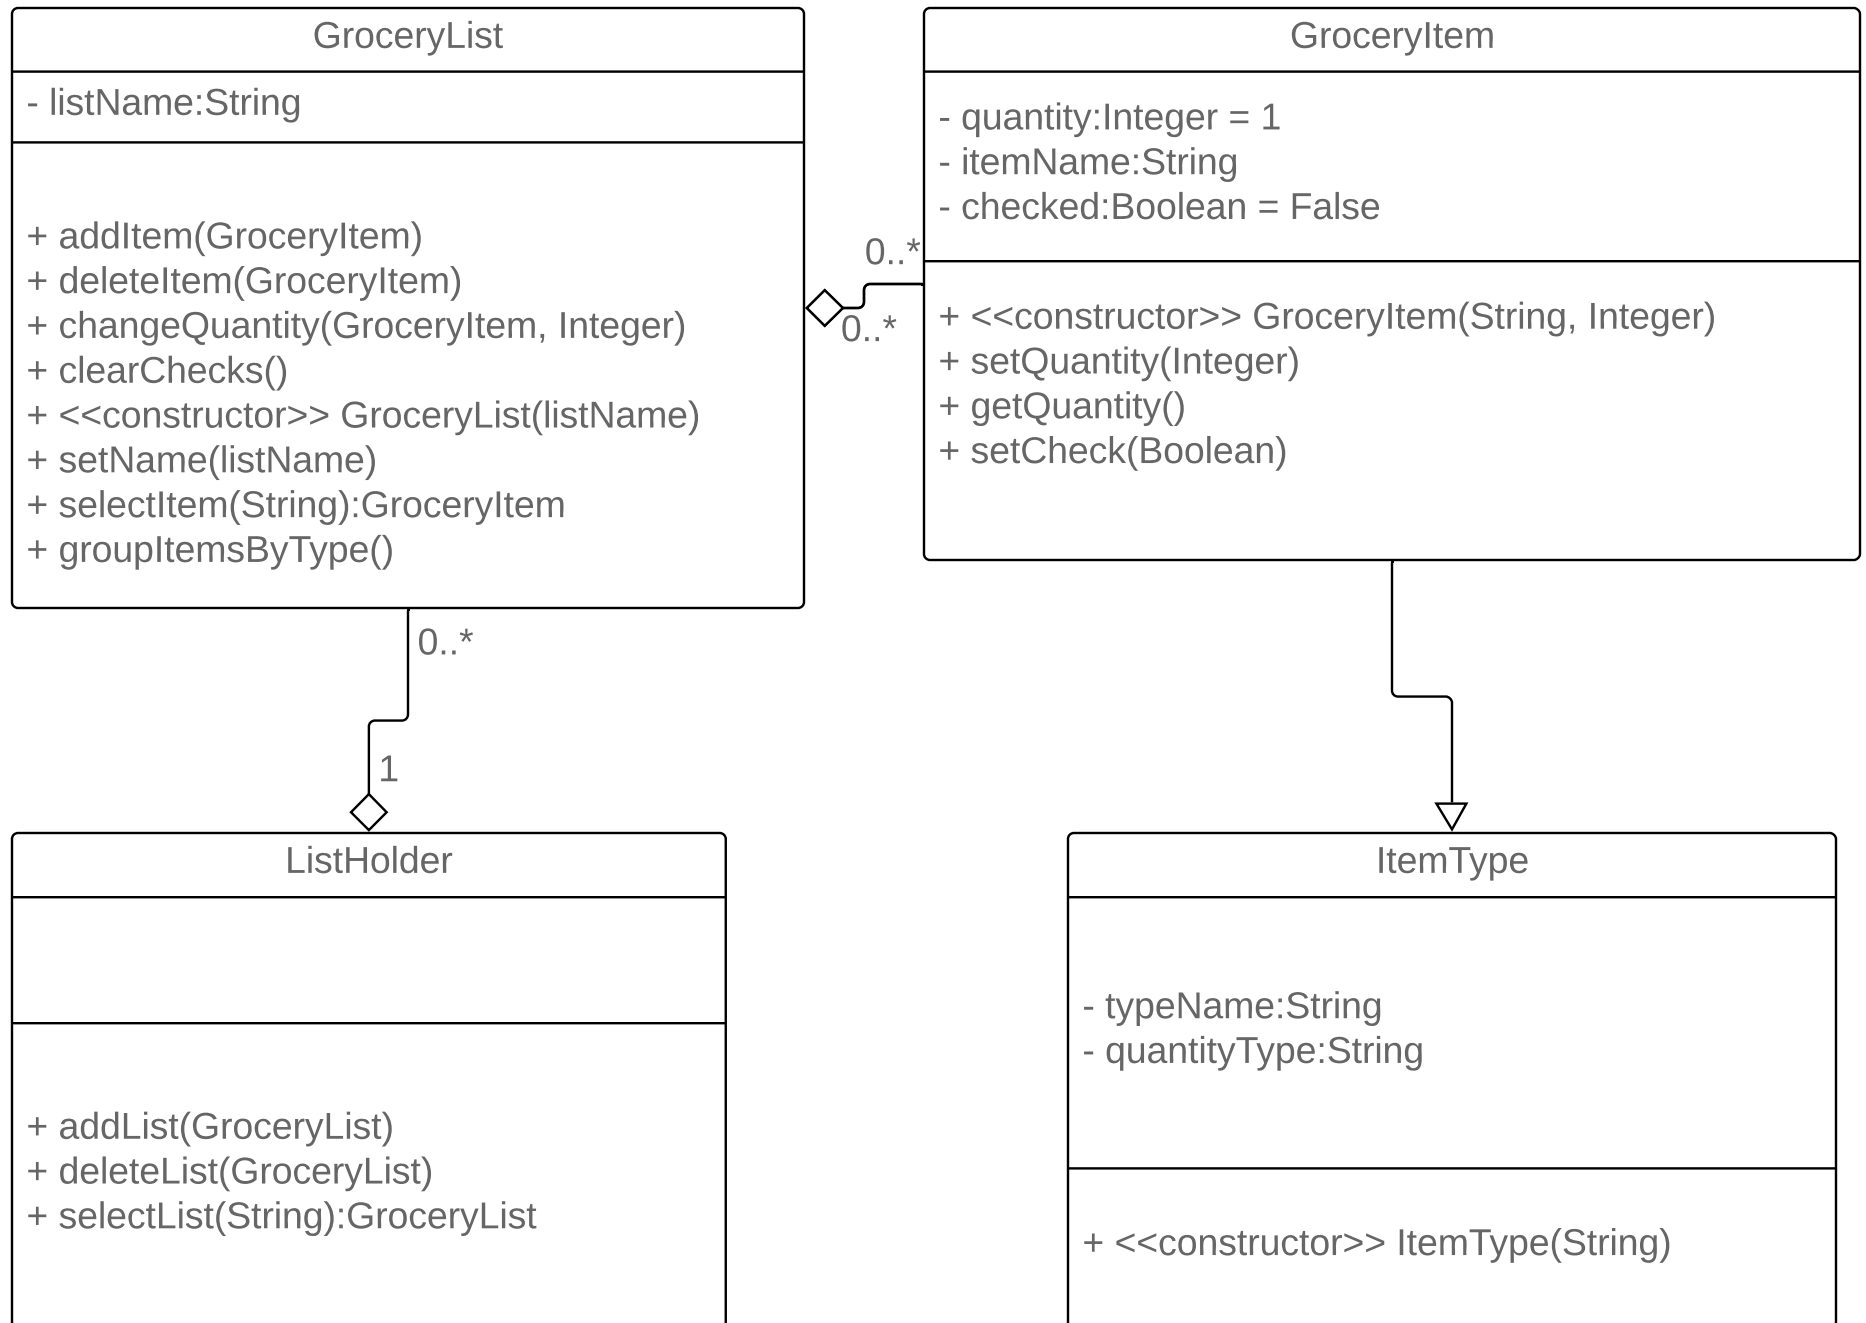 GroceryList
- listName:String
+ addItem(GroceryItem)
+ deleteItem(GroceryItem)
+ changeQuantity(GroceryItem, Integer)
+ clearChecks()
+ <<constructor>> GroceryList(listName)
+ setName(listName)
+ selectItem(String):GroceryItem
+ groupItemsByType()
0..*
0..*
GroceryItem
- quantity:Integer = 1
- itemName:String
- checked:Boolean = False
+ <<constructor>> GroceryItem(String, Integer)
+ setQuantity(Integer)
+ getQuantity()
+ setCheck(Boolean)
0..*
1
ListHolder
+ addList(GroceryList)
+ deleteList(GroceryList)
+ selectList(String):GroceryList
ItemType
- typeName:String
- quantityType:String
+ <<constructor>> ItemType(String)